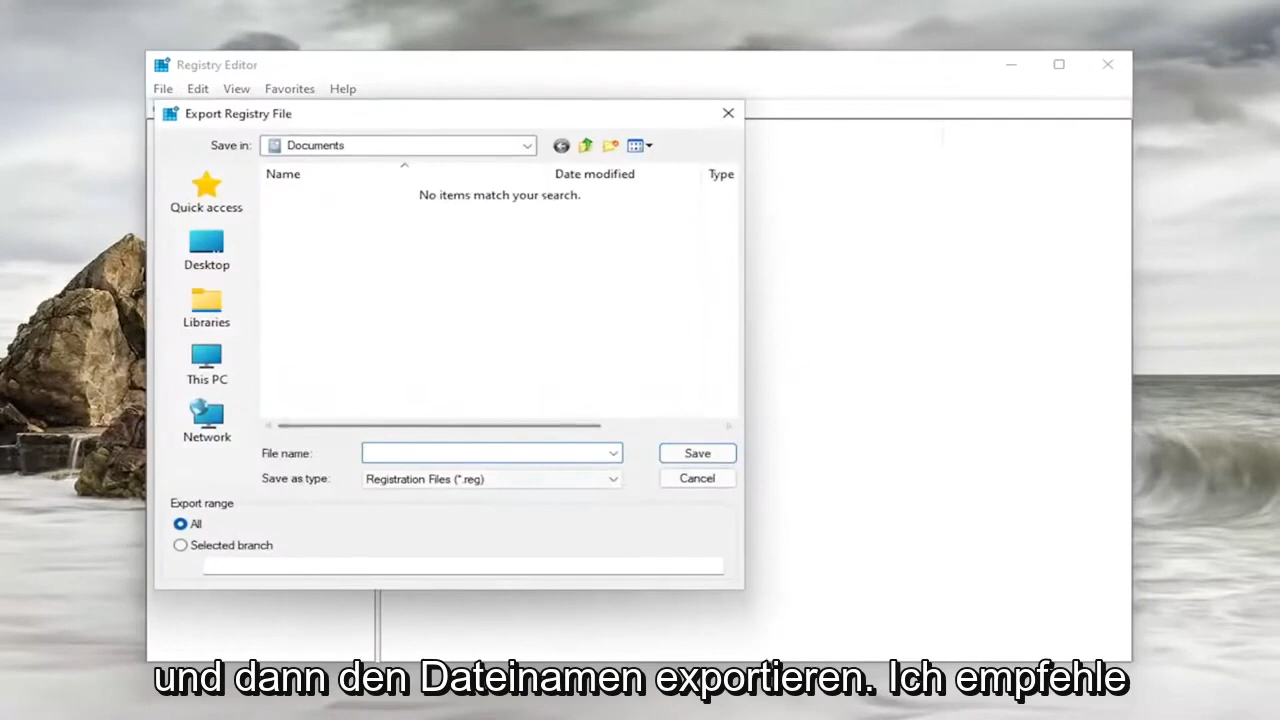 Registry Editor
File Edit View Favorites Help
Export Registry File
Save in: Documents
Name Date modified Type
No items match your search.
Quick access
Desktop
Libraries
This PC
Network
File name: Save
Save as type: Registration Files (*.reg) Cancel
Export range
All
Selected branch
und dann den Dateinamen exportieren. Ich empfehle